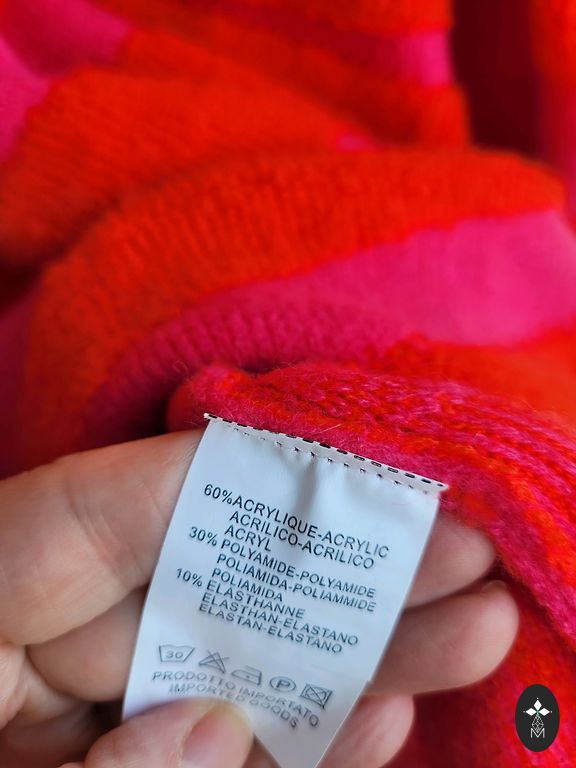 60%ACRYLIQUE-ACRYLIC
ACRILICO-ACRILICO
ACRYL
30% POLYAMIDE-POLYAMIDE
POLIAMIDA-POLIAMMIDE
POLIAMIDA
10% ELASTHANNE
ELASTHAN-ELASTANO
ELASTAN-ELASTANO
30 P
PRODOTTO IMPORTATO
IMPORTED GOODS
M